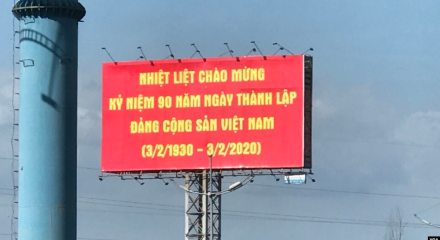 NHIỆT LIỆT CHÀO MỪNG
KỶ NIỆM 90 NĂM NGÀY THÀNH LẬP
ĐẢNG CỘNG SẢN VIỆT NAM
(3/2/1930 - 3/2/2020)